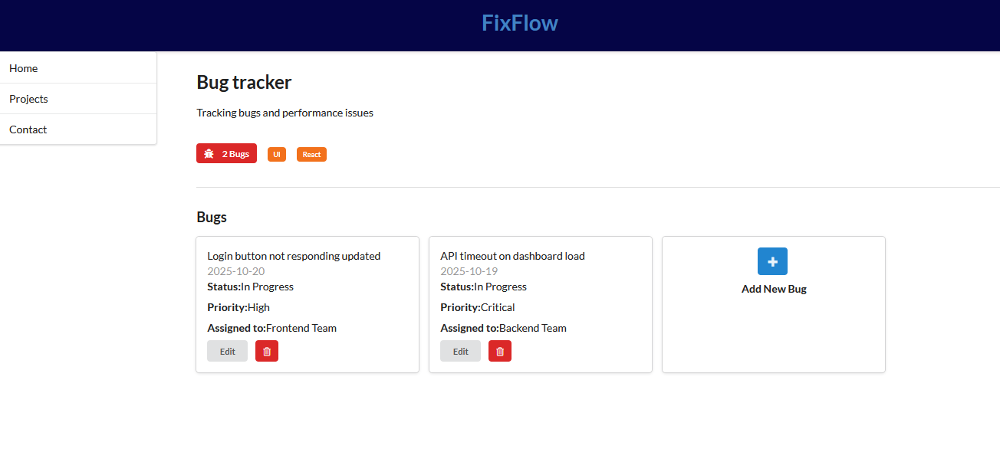 FixFlow
Home
Projects
Contact
Bug tracker
Tracking bugs and performance issues
2 Bugs
UI
React
Bugs
Login button not responding updated
2025-10-20
Status:In Progress
Priority:High
Assigned to:Frontend Team
Edit
API timeout on dashboard load
2025-10-19
Status:In Progress
Priority:Critical
Assigned to:Backend Team
Edit
Add New Bug